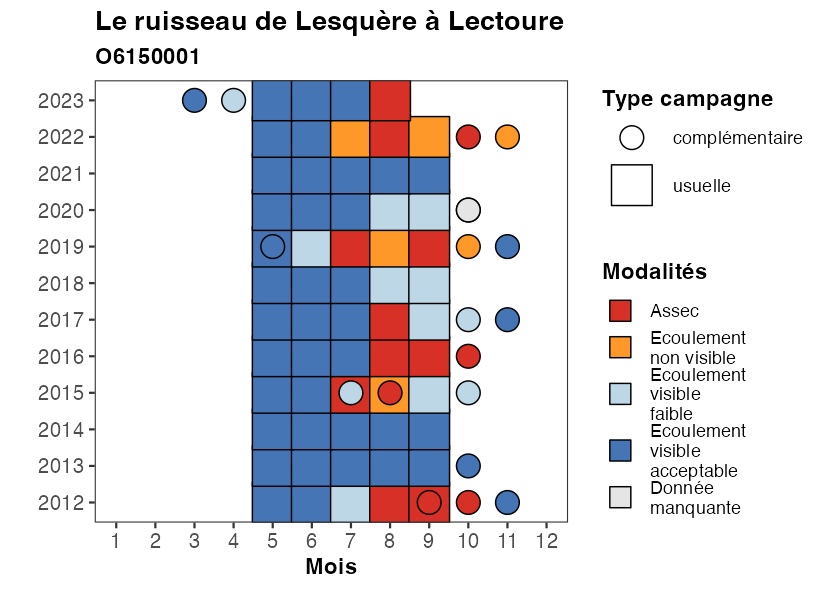 Le ruisseau de Lesquère à Lectoure
O6150001
2023
2022
2021
2020
2019
2018
2017
2016
2015
2014
2013
2012
1 2 3 4 5 6 7 8 9 10 11 12
Mois
Type campagne
complémentaire
usuelle
Modalités
Assec
Ecoulement
non visible
Ecoulement
visible
faible
Ecoulement
visible
acceptable
Donnée
manquante